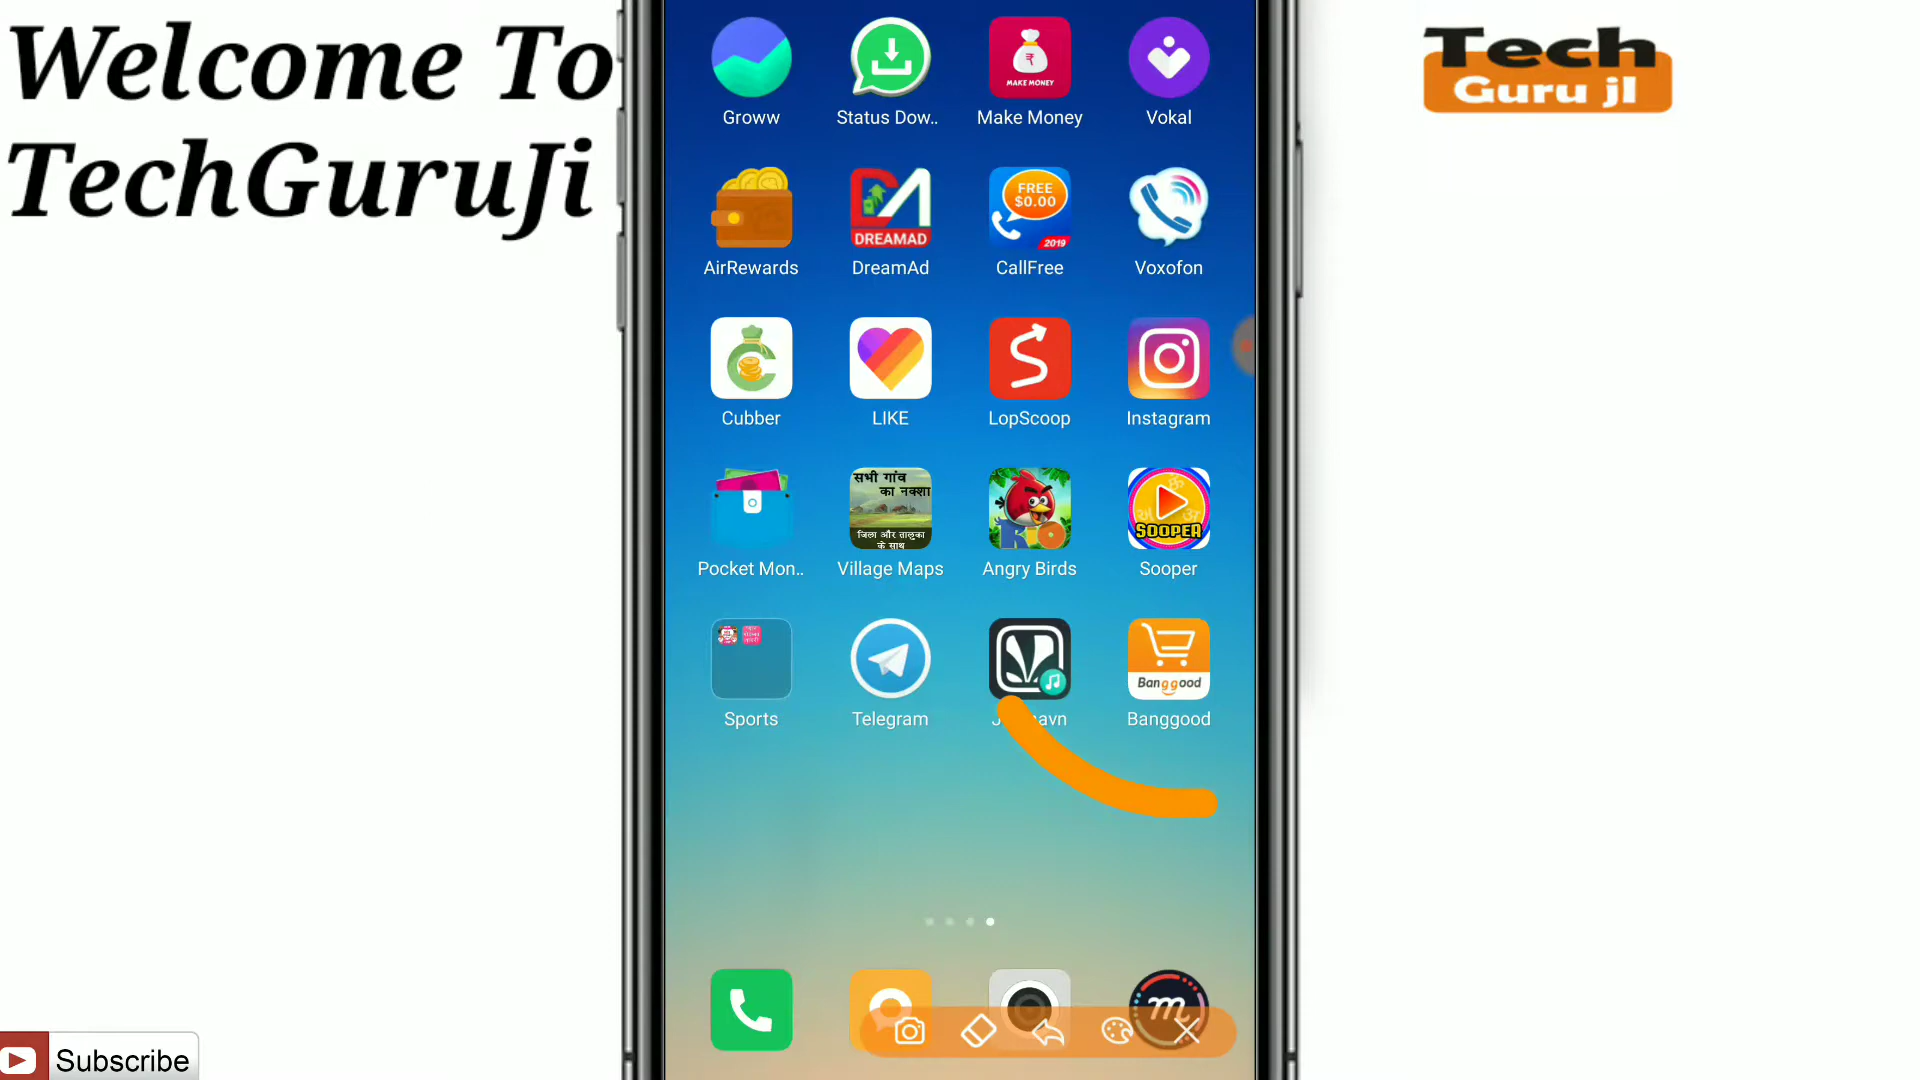 Welcome To
TechGuruJi
Tech
Guru jI
MAKE MONEY
Groww
Status Dow..
Make Money
Vokal
FREE
$0.00
2019
DREAMAD
AirRewards
DreamAd
CallFree
Voxofon
Cubber
LIKE
LopScoop
Instagram
सभी गांव
का नक्शा
जिला और तालुका
के साथ
RIO
SOOPER
Pocket Mon..
Village Maps
Angry Birds
Sooper
Banggood
Sports
Telegram
Banggood
m
Subscribe